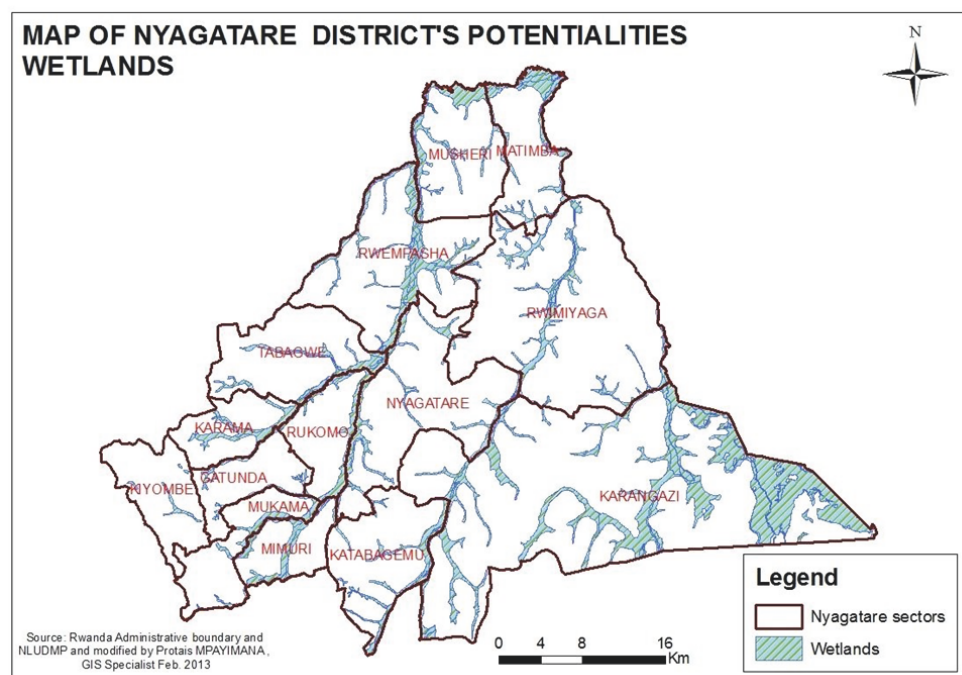 MAP OF NYAGATARE DISTRICT'S POTENTIALITIES
WETLANDS
N
MUSHERI
MATIMBA
RWEMPASHA
RWIMIYAGA
TABAGWE
NYAGATARE
KARAMA
RUKOMO
GATUNDA
KIYOMBE
KARANGAZI
MUKAMA
MIMURI
KATABAGEMU
Legend
Nyagatare sectors
Wetlands
Source: Rwanda Administrative boundary and
NLUDMP and modified by Protais MPAYIMANA,
GIS Specialist Feb. 2013
0 4 8 12 16
Km